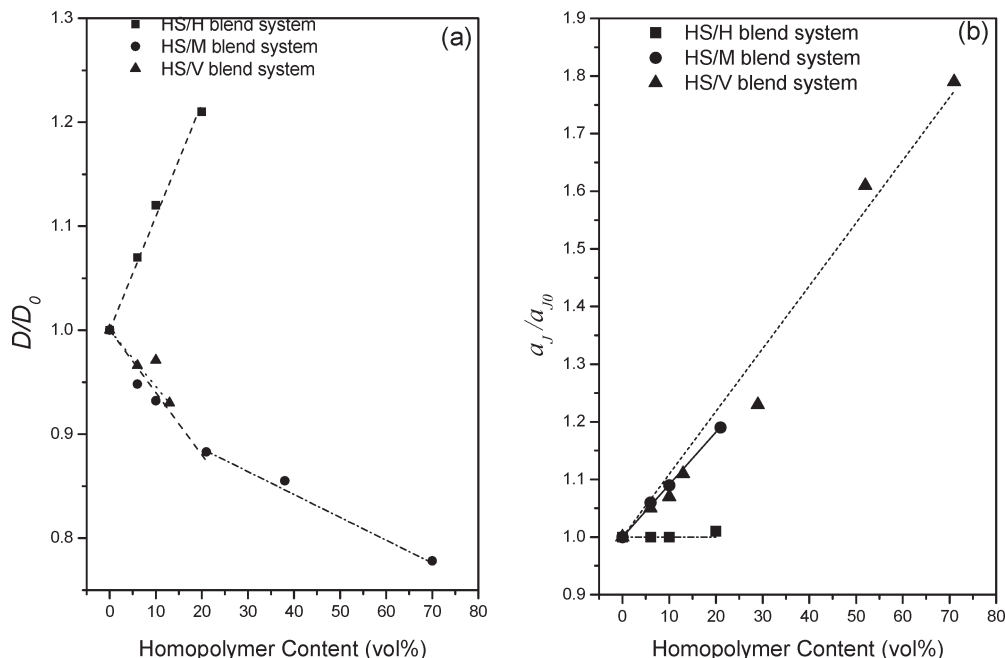 1.3
HS/H blend system
HS/M blend system
HS/V blend system
(a)
1.2
1.1
1.0
0.9
0.8
D/D0
0 10 20 30 40 50 60 70 80
Homopolymer Content (vol%)
1.9
HS/H blend system
HS/M blend system
HS/V blend system
(b)
1.8
1.7
1.6
1.5
1.4
1.3
1.2
1.1
1.0
0.9
aJ/aJ0
0 10 20 30 40 50 60 70 80
Homopolymer Content (vol%)